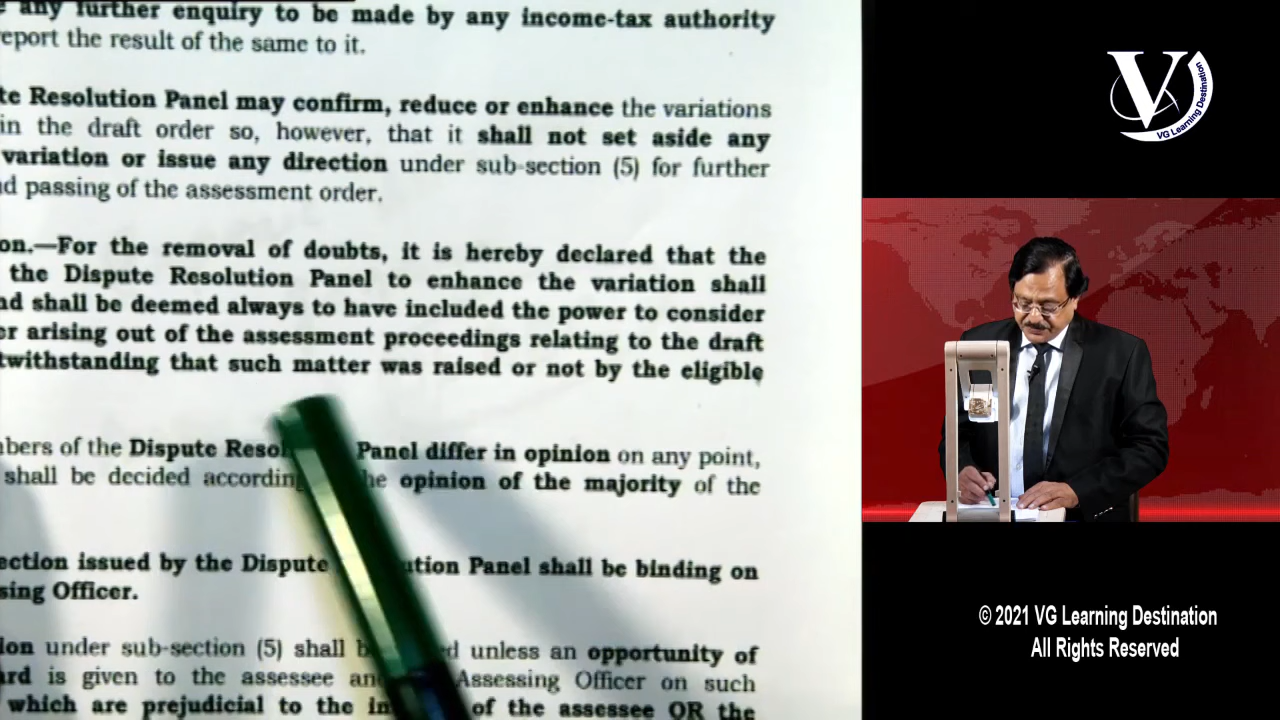 any further enquiry to be made by any income-tax authority
report the result of the same to it.
Resolution Panel may confirm, reduce or enhance the variations
in the draft order so, however, that it shall not set aside any
variation or issue any direction under sub-section (5) for further
passing of the assessment order.
For the removal of doubts, it is hereby declared that the
the Dispute Resolution Panel to enhance the variation shall
shall be deemed always to have included the power to consider
arising out of the assessment proceedings relating to the draft
twithstanding that such matter was raised or not by the eligible
bers of the Dispute Resol Panel differ in opinion on any point,
shall be decided according he opinion of the majority of the
ection issued by the Dispute ution Panel shall be binding on
sing Officer.
ion under sub-section (5) shall b d unless an opportunity of
ard is given to the assessee an Assessing Officer on such
which are prejudicial to the in of the assessee OR the
V
VG Learning Destination
© 2021 VG Learning Destination
All Rights Reserved